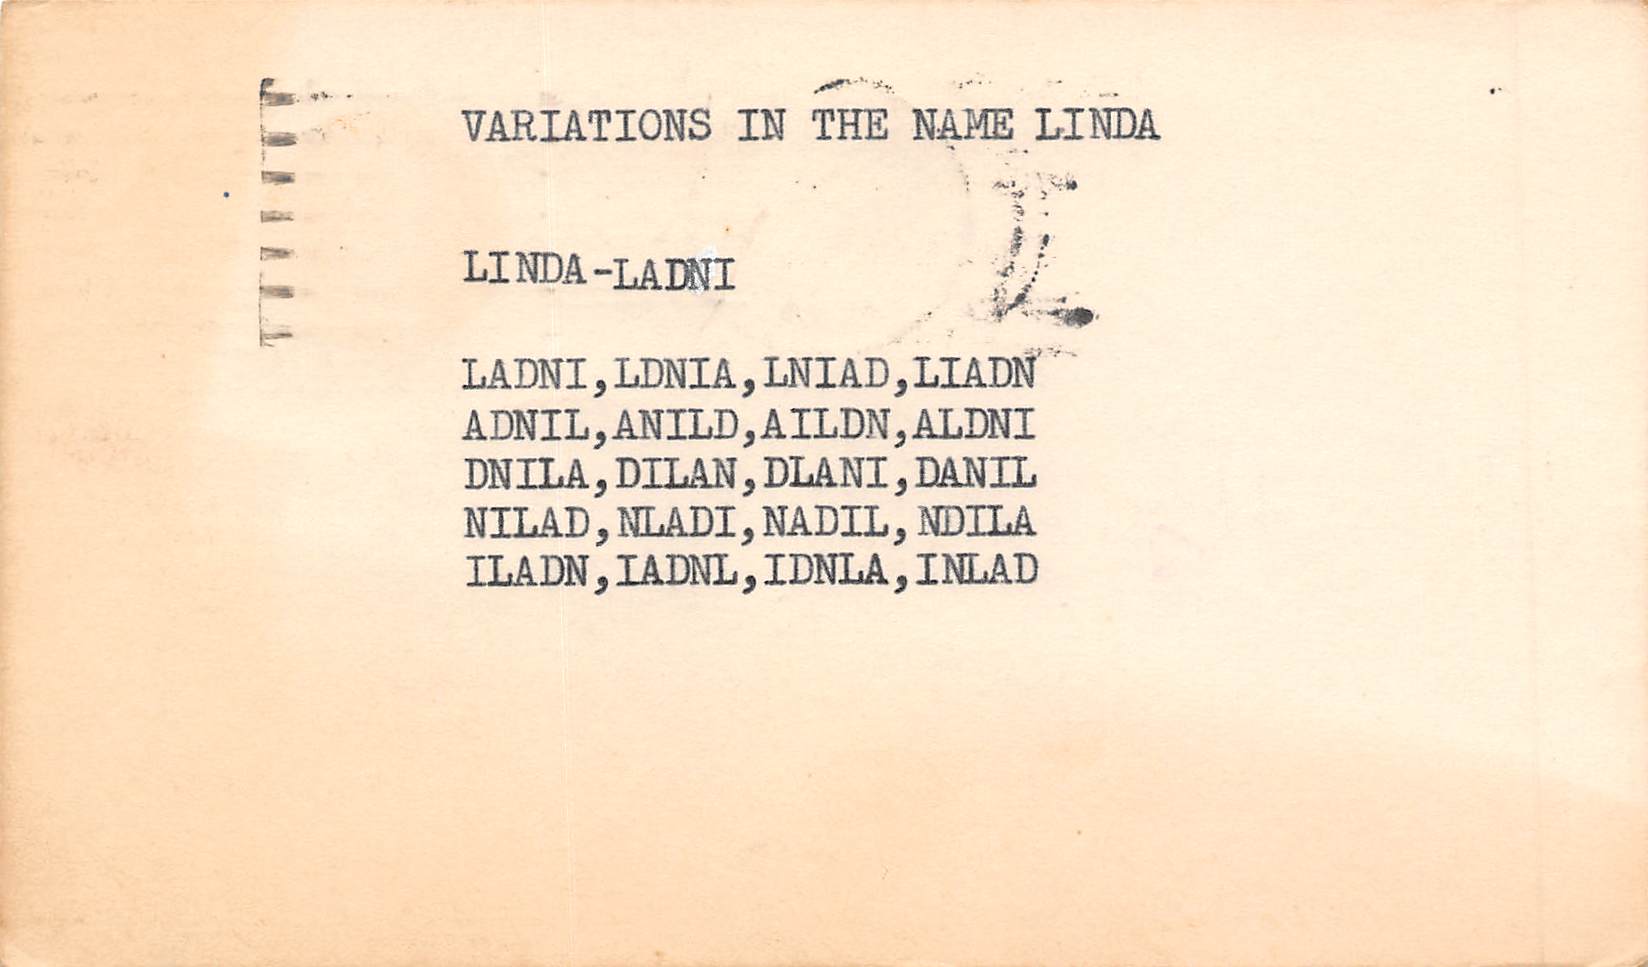 VARIATIONS IN THE NAME LINDA
LINDA-LADNI
LADNI,LDNIA,LNIAD,LIADN
ADNIL,ANILD,AILDN,ALDNI
DNILA,DILAN,DLANI,DANIL
NILAD,NLADI,NADIL,NDILA
ILADN,IADNL,IDNLA,INLAD